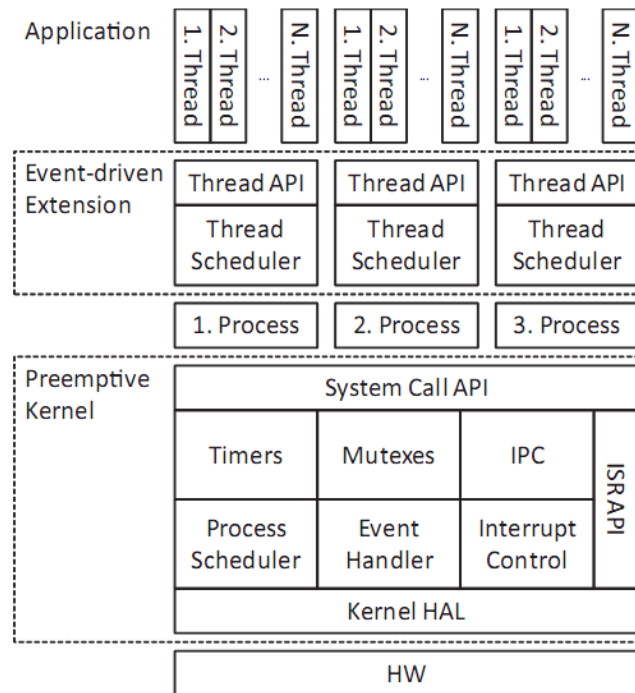 Application
1. Thread
2. Thread
...
N. Thread
1. Thread
2. Thread
...
N. Thread
1. Thread
2. Thread
...
N. Thread
Event-driven
Extension
Thread API
Thread API
Thread API
Thread
Scheduler
Thread
Scheduler
Thread
Scheduler
1. Process
2. Process
3. Process
Preemptive
Kernel
System Call API
Timers
Mutexes
IPC
ISR API
Process
Scheduler
Event
Handler
Interrupt
Control
Kernel HAL
HW